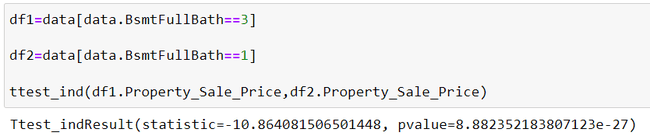 df1=data[data.BsmtFullBath==3]
df2=data[data.BsmtFullBath==1]
ttest_ind(df1.Property_Sale_Price,df2.Property_Sale_Price)
Ttest_indResult(statistic=-10.864081506501448, pvalue=8.882352183807123e-27)